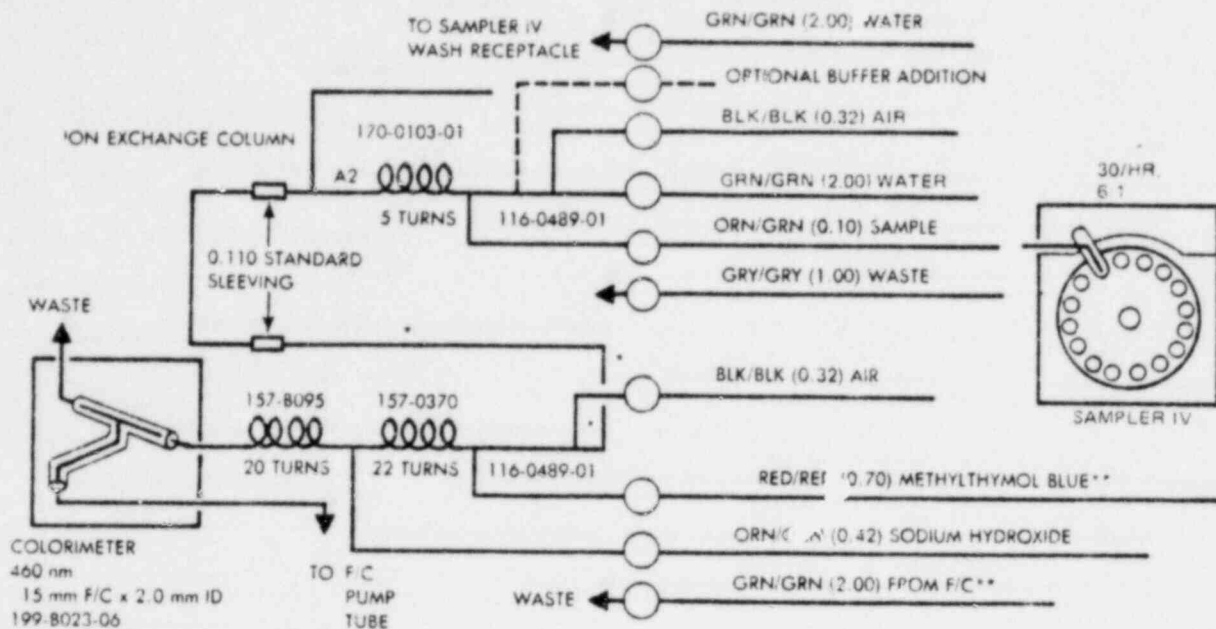 TO SAMPLER IV
WASH RECEPTACLE
GRN/GRN (2.00) WATER
OPTIONAL BUFFER ADDITION
BLK/BLK (0.32) AIR
170-0103-01
ION EXCHANGE COLUMN
A2
5 TURNS
116-0489-01
GRN/GRN (2.00) WATER
ORN/GRN (0.10) SAMPLE
GRY/GRY (1.00) WASTE
30/HR.
6:1
SAMPLER IV
0.110 STANDARD
SLEEVING
WASTE
BLK/BLK (0.32) AIR
157-B095
157-0370
20 TURNS
22 TURNS
116-0489-01
(0.70) METHYLTHYMOL BLUE**
(0.42) SODIUM HYDROXIDE
GRN/GRN (2.00) FROM F/C**
WASTE
TO F/C
PUMP
TUBE
COLORIMETER
460 nm
15 mm F/C x 2.0 mm ID
199-B023-06